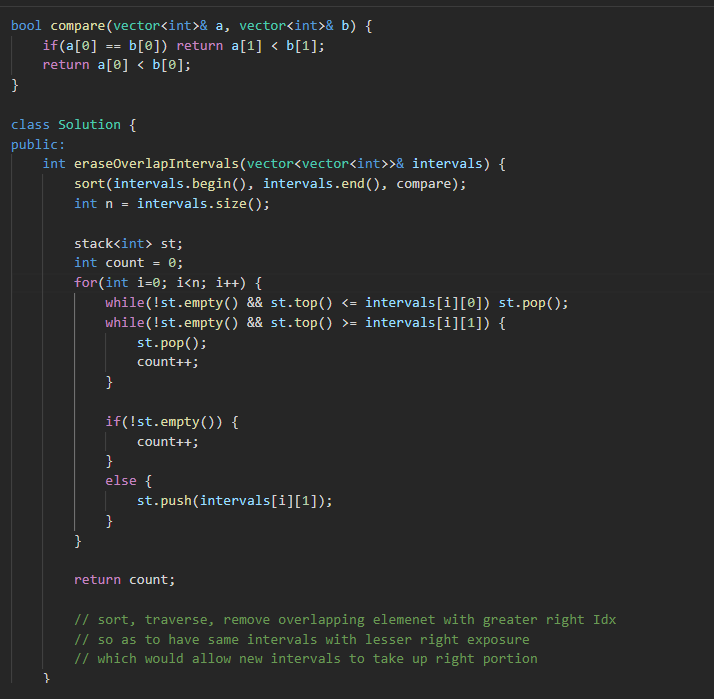 bool compare(vector<int>& a, vector<int>& b) {
    if(a[0] == b[0]) return a[1] < b[1];
    return a[0] < b[0];
}
class Solution {
public:
    int eraseOverlapIntervals(vector<vector<int>>& intervals) {
        sort(intervals.begin(), intervals.end(), compare);
        int n = intervals.size();
        stack<int> st;
        int count = 0;
        for(int i=0; i<n; i++) {
            while(!st.empty() && st.top() <= intervals[i][0]) st.pop();
            while(!st.empty() && st.top() >= intervals[i][1]) {
                st.pop();
                count++;
            }
            if(!st.empty()) {
                count++;
            }
            else {
                st.push(intervals[i][1]);
            }
        }
        return count;
        // sort, traverse, remove overlapping elemenet with greater right Idx
        // so as to have same intervals with lesser right exposure
        // which would allow new intervals to take up right portion
    }